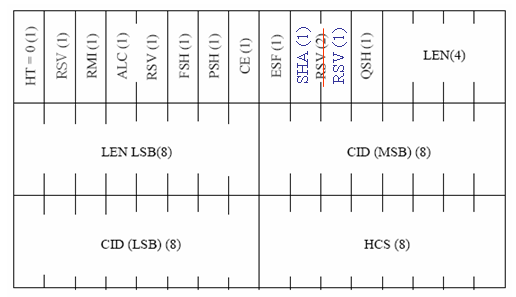 HT = 0 (1) RSV (1) RMI (1) ALC (1) RSV (1) FSH (1) PSH (1) CE (1) ESF (1) SHA (1) RSV (2) RSV (1) QSH (1) LEN(4)
LEN LSB(8) CID (MSB) (8)
CID (LSB) (8) HCS (8)